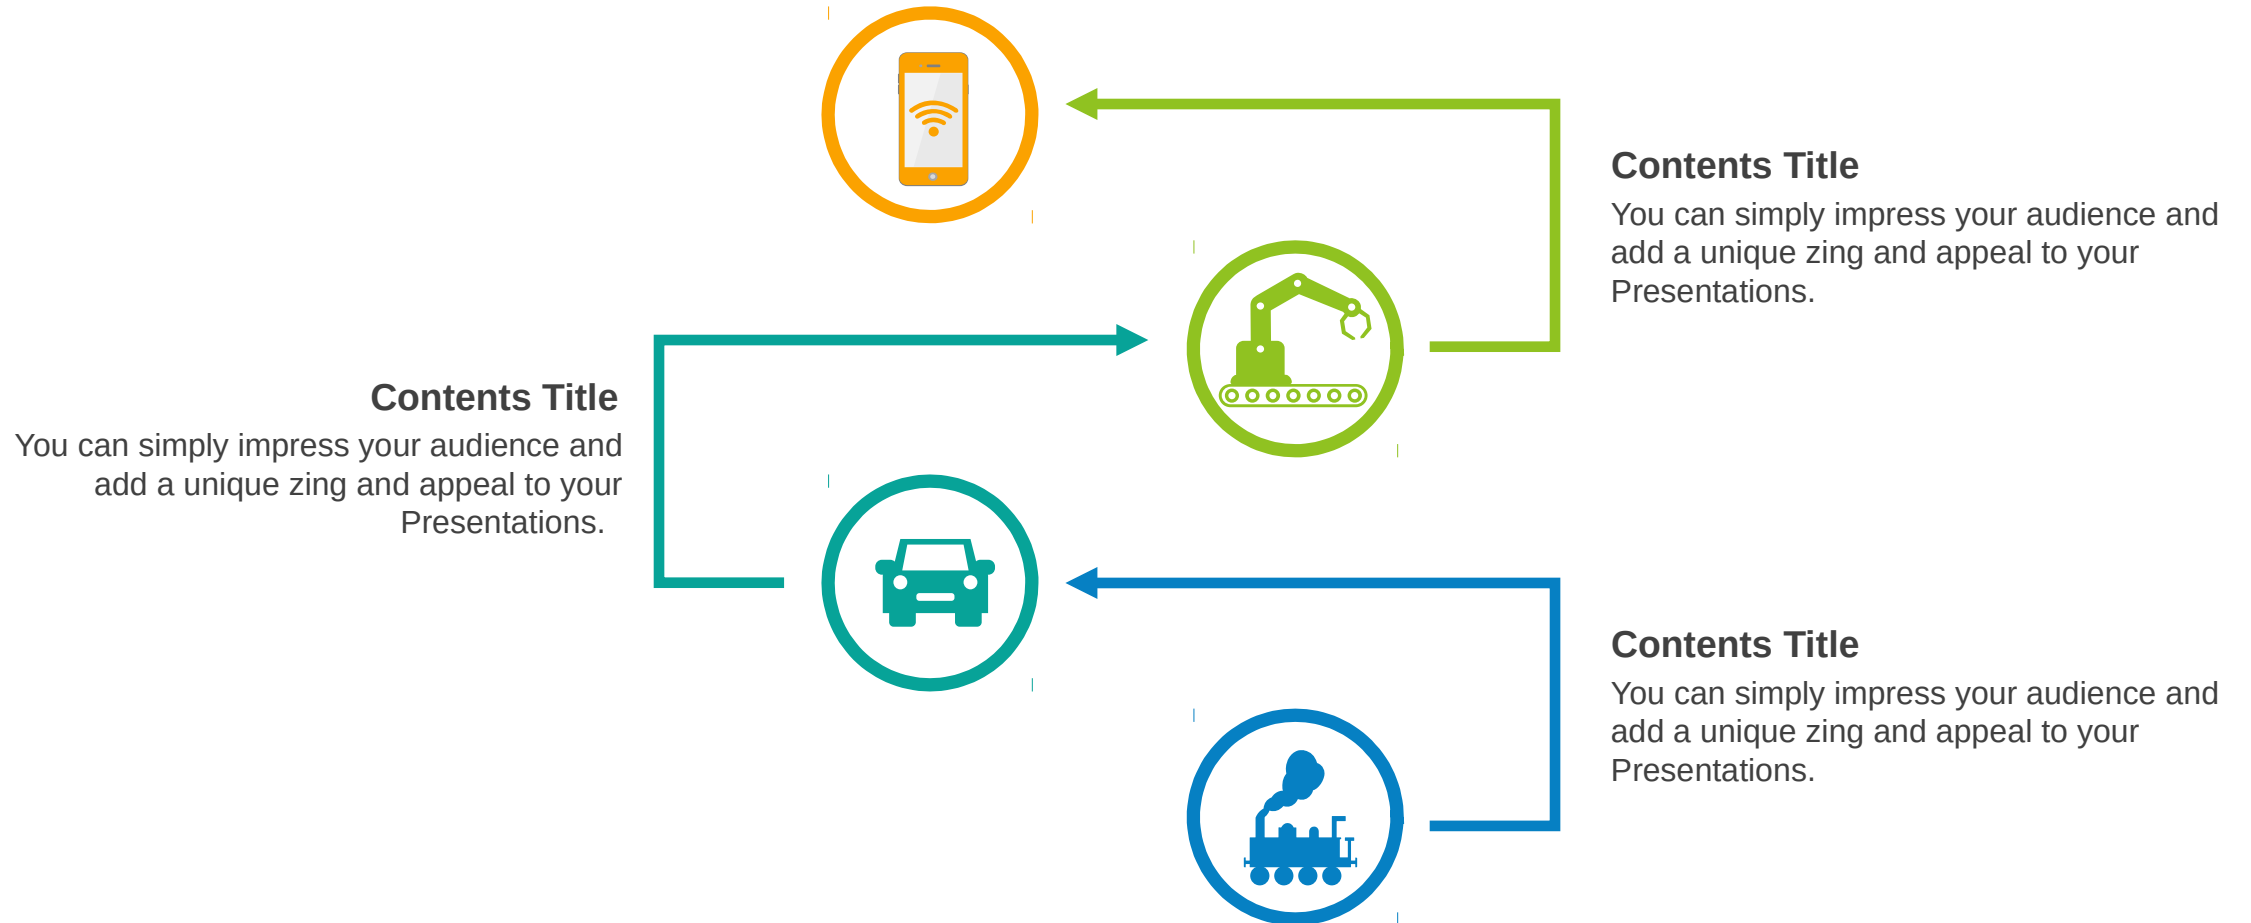 Contents Title
You can simply impress your audience and
add a unique zing and appeal to your
Presentations.
Contents Title
You can simply impress your audience and
add a unique zing and appeal to your
Presentations.
Contents Title
You can simply impress your audience and
add a unique zing and appeal to your
Presentations.